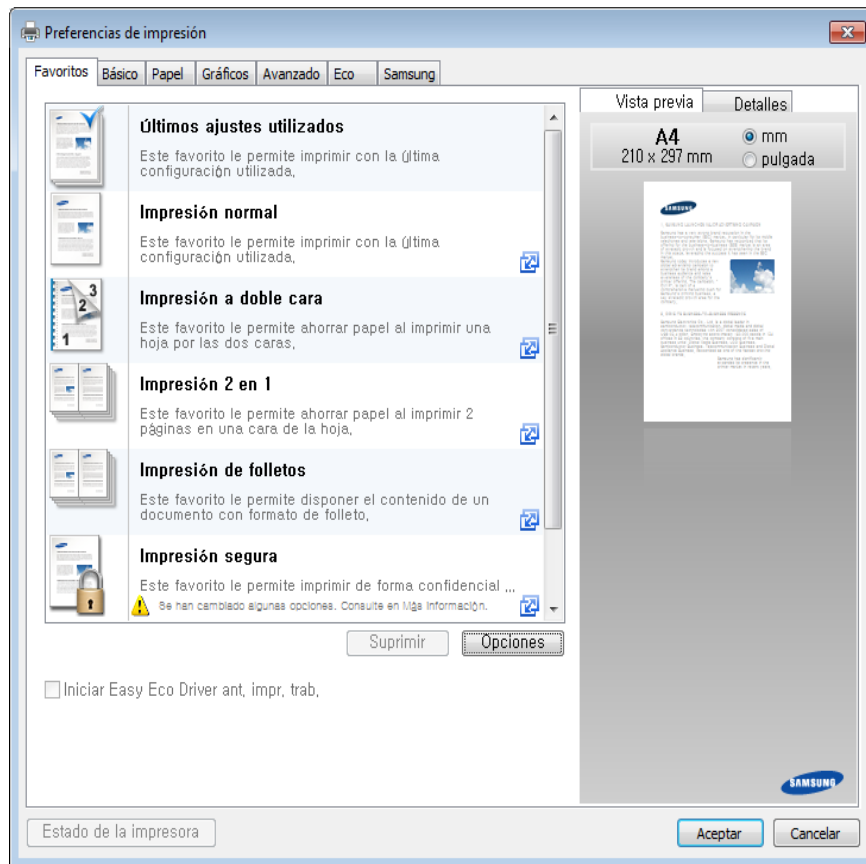 Preferencias de impresión
Favoritos Básico Papel Gráficos Avanzado Eco Samsung
Últimos ajustes utilizados
Este favorito le permite imprimir con la última
configuración utilizada,
Impresión normal
Este favorito le permite imprimir con la última
configuración utilizada,
Impresión a doble cara
Este favorito le permite ahorrar papel al imprimir una
hoja por las dos caras,
Impresión 2 en 1
Este favorito le permite ahorrar papel al imprimir 2
páginas en una cara de la hoja,
Impresión de folletos
Este favorito le permite disponer el contenido de un
documento con formato de folleto,
Impresión segura
Este favorito le permite imprimir de forma confidencial ...
Se han cambiado algunas opciones. Consulte en Más información.
Suprimir Opciones
Iniciar Easy Eco Driver ant, impr, trab,
Vista previa Detalles
A4
210 x 297 mm
mm
pulgada
SAMSUNG
SAMSUNG
Estado de la impresora
Aceptar Cancelar
1
2
3